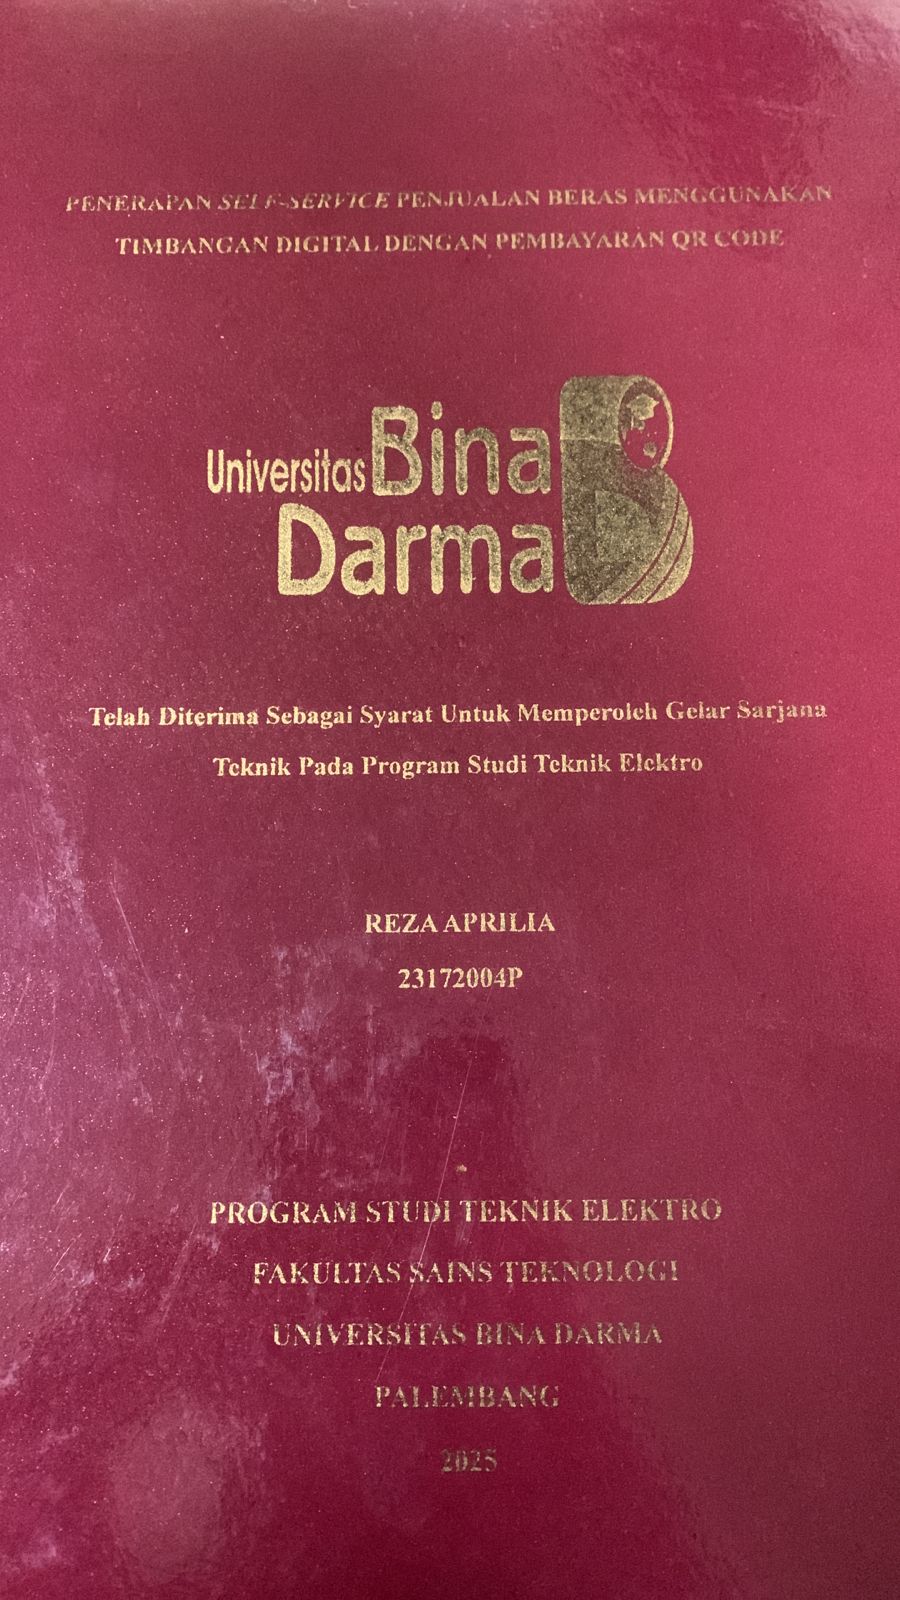 PENERAPAN SELF-SERVICE PENJUALAN BERAS MENGGUNAKAN
TIMBANGAN DIGITAL DENGAN PEMBAYARAN QR CODE
Universitas Bina
Darma
Telah Diterima Sebagai Syarat Untuk Memperoleh Gelar Sarjana
Teknik Pada Program Studi Teknik Elektro
REZA APRILIA
23172004P
PROGRAM STUDI TEKNIK ELEKTRO
FAKULTAS SAINS TEKNOLOGI
UNIVERSITAS BINA DARMA
PALEMBANG
2025